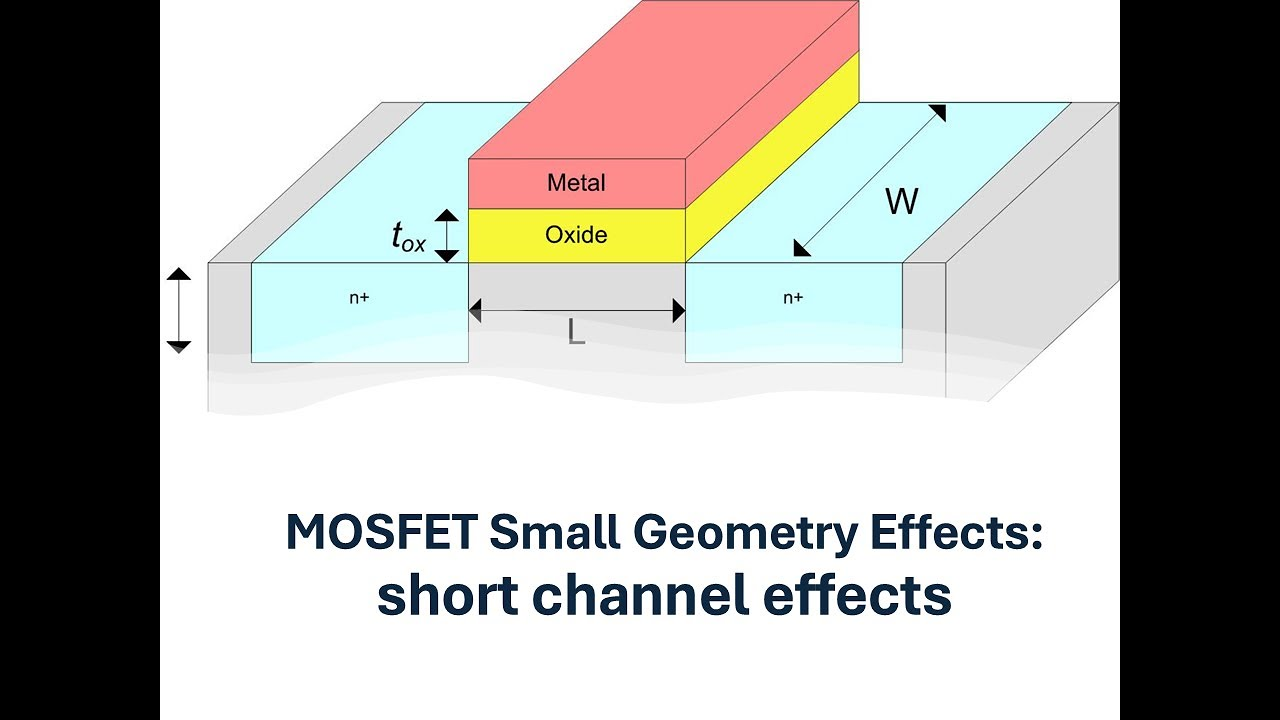 Metal
Oxide
tox
W
n+
n+
L
MOSFET Small Geometry Effects:
short channel effects